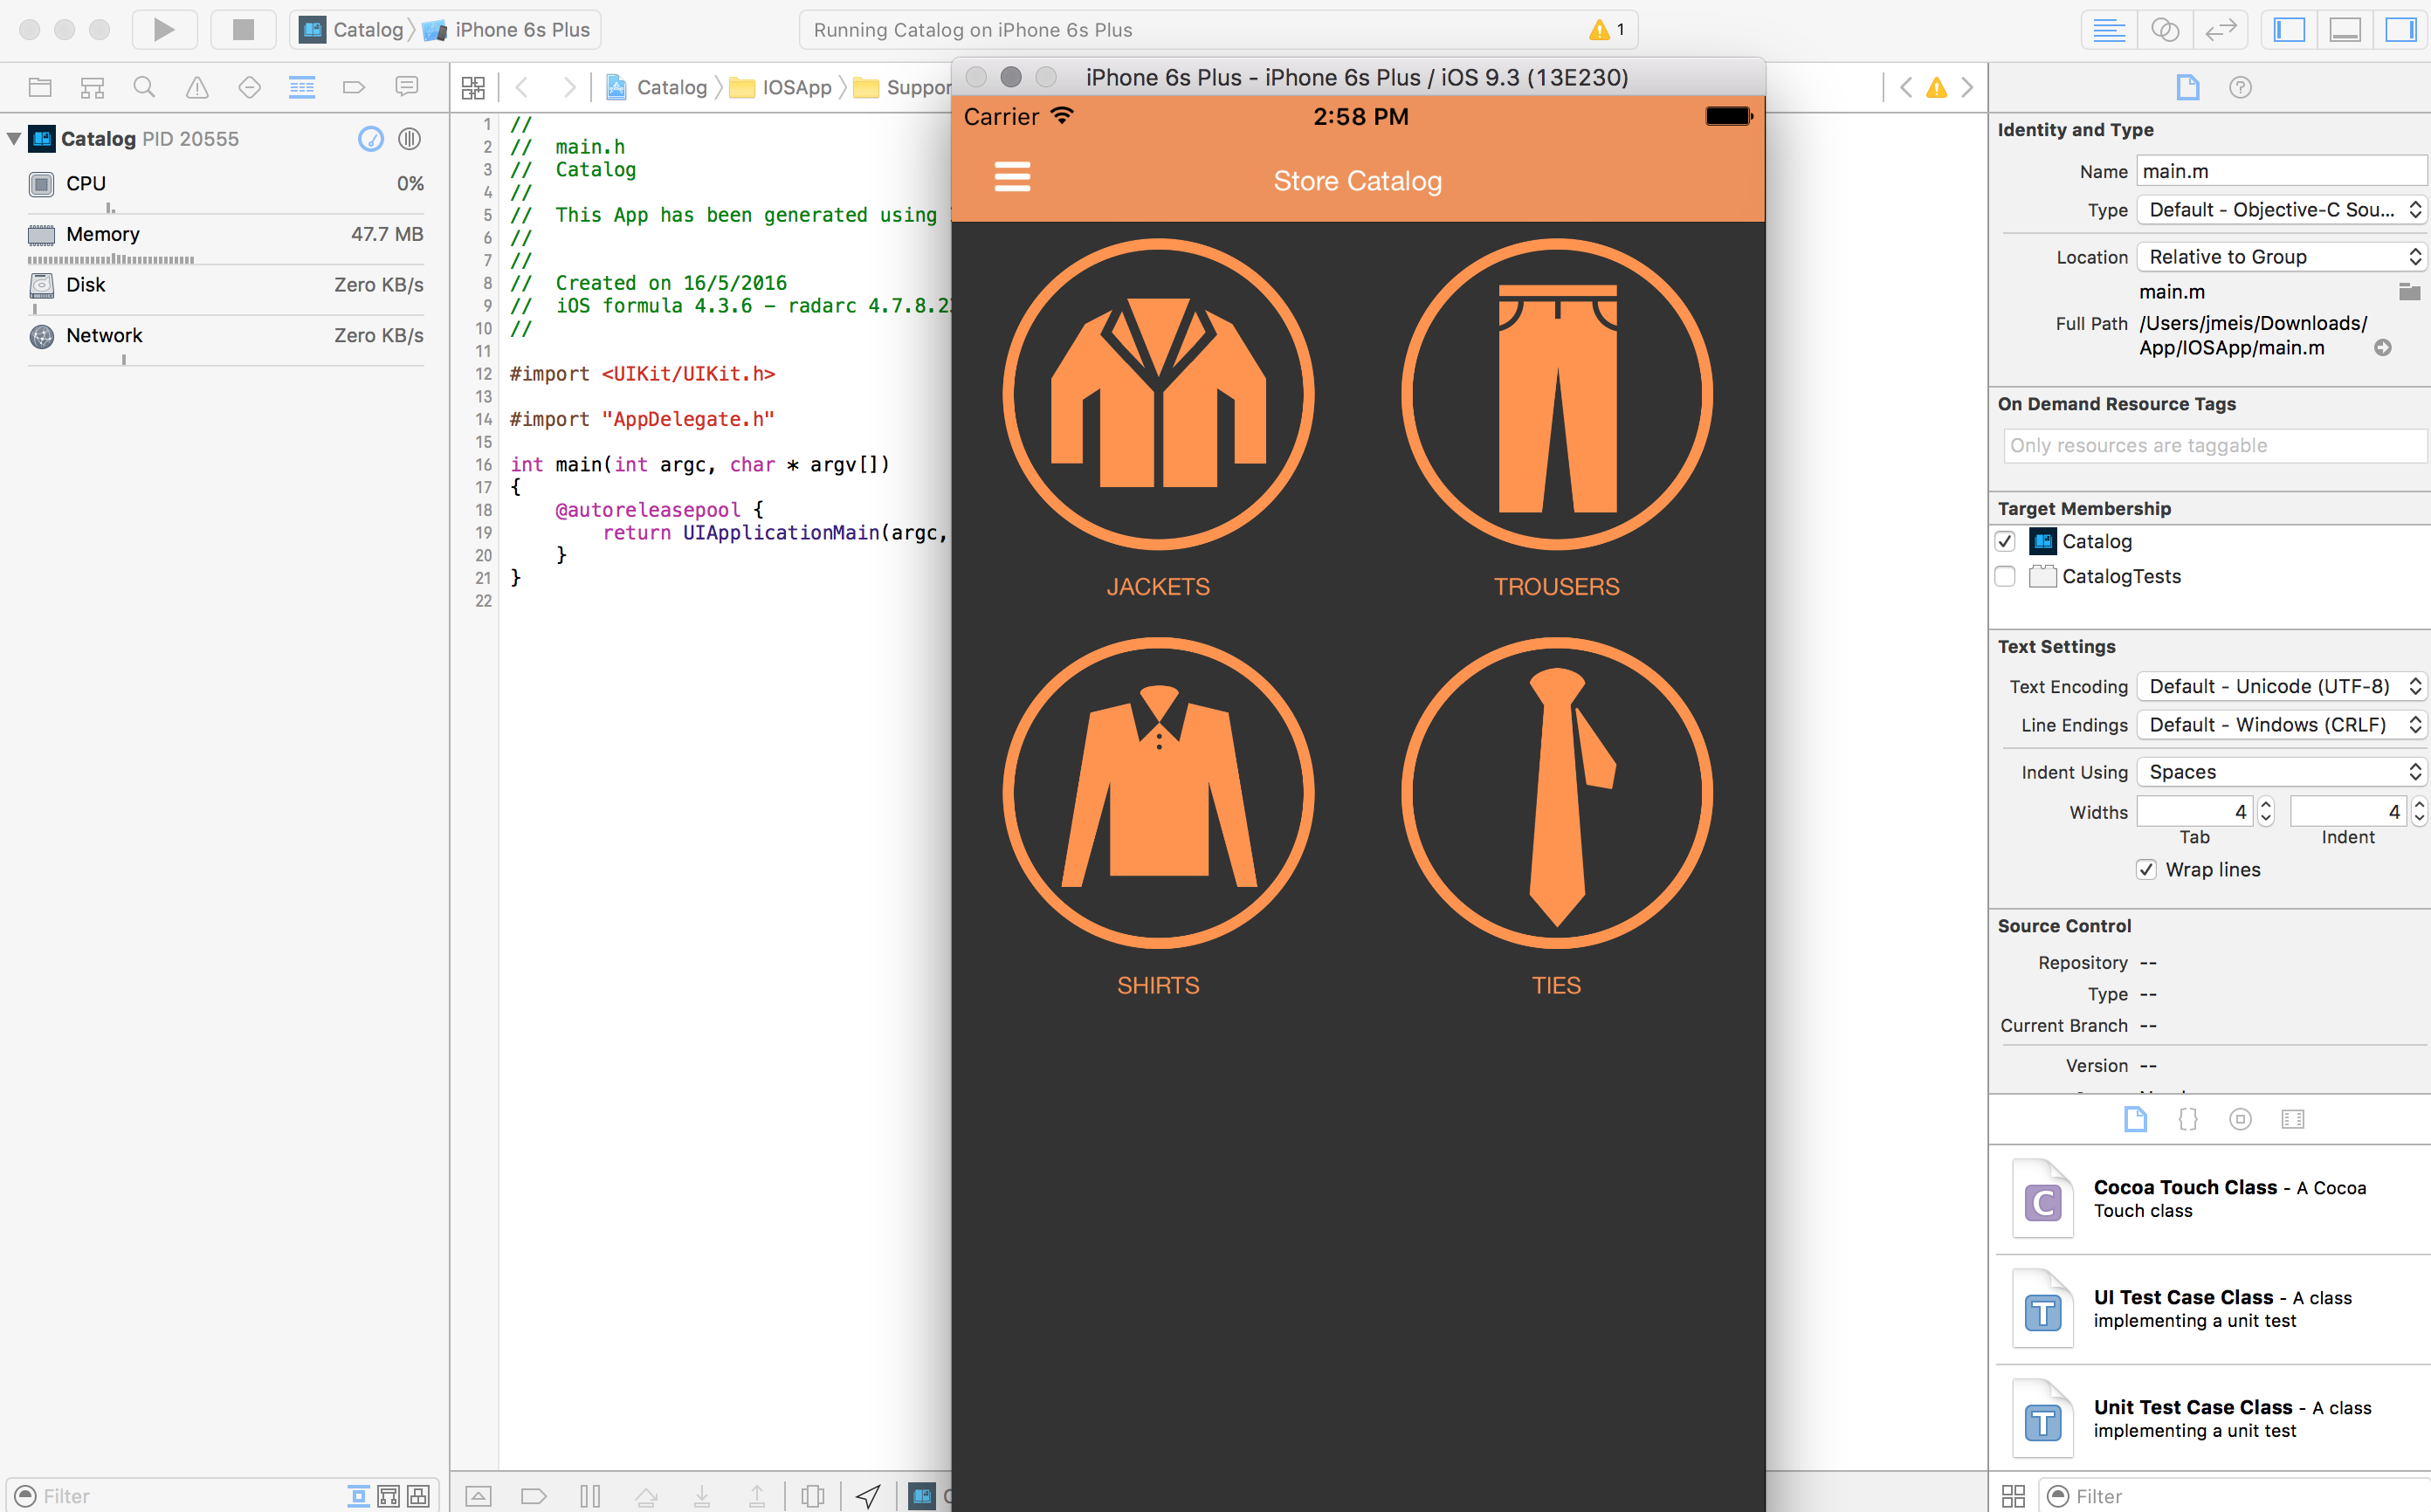 Catalog iPhone 6s Plus
Running Catalog on iPhone 6s Plus 1
Catalog PID 20555
CPU 0%
Memory 47.7 MB
Disk Zero KB/s
Network Zero KB/s
Filter
Catalog IOSApp
1 //
2 // main.h
3 // Catalog
4 //
5 // This App has been generated using
6 //
7 //
8 // Created on 16/5/2016
9 // iOS formula 4.3.6 – radarc 4.7.8.2
10 //
11
12 #import <UIKit/UIKit.h>
13
14 #import "AppDelegate.h"
15
16 int main(int argc, char * argv[])
17 {
18 @autoreleasepool {
19 return UIApplicationMain(argc,
20 }
21 }
22
iPhone 6s Plus - iPhone 6s Plus / iOS 9.3 (13E230)
Carrier 2:58 PM
Store Catalog
JACKETS TROUSERS
SHIRTS TIES
Identity and Type
Name main.m
Type Default - Objective-C Sou...
Location Relative to Group
main.m
Full Path /Users/jmeis/Downloads/
App/IOSApp/main.m
On Demand Resource Tags
Only resources are taggable
Target Membership
Catalog
CatalogTests
Text Settings
Text Encoding Default - Unicode (UTF-8)
Line Endings Default - Windows (CRLF)
Indent Using Spaces
Widths 4 4
Tab Indent
Wrap lines
Source Control
Repository --
Type --
Current Branch --
Version --
{}
C
Cocoa Touch Class - A Cocoa
Touch class
T
UI Test Case Class - A class
implementing a unit test
T
Unit Test Case Class - A class
implementing a unit test
Filter